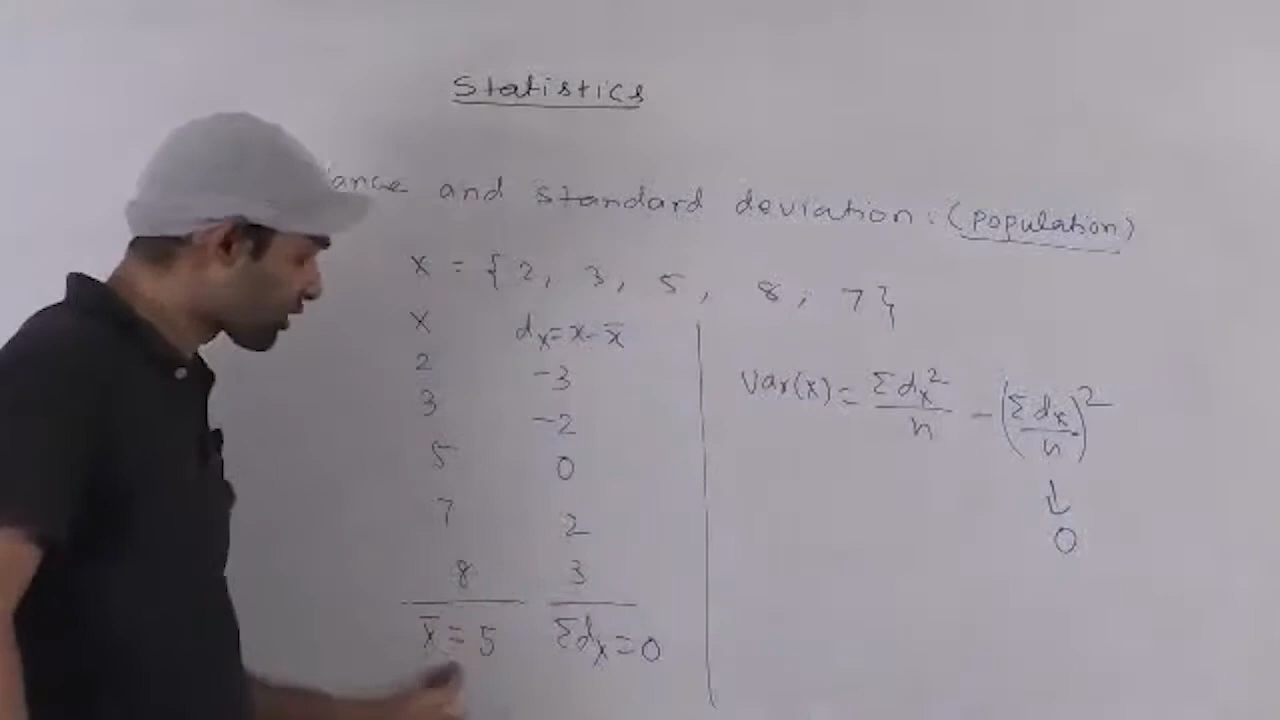 Statistics
and standard deviation. (population)
x = {2, 3, 5, 8, 7}
x dx = x - x̄
2 -3
3 -2
5 0
7 2
8 3
x̄ = 5 Σdx = 0
Var(x) = Σdx²/n - (Σdx/n)²
↓
0